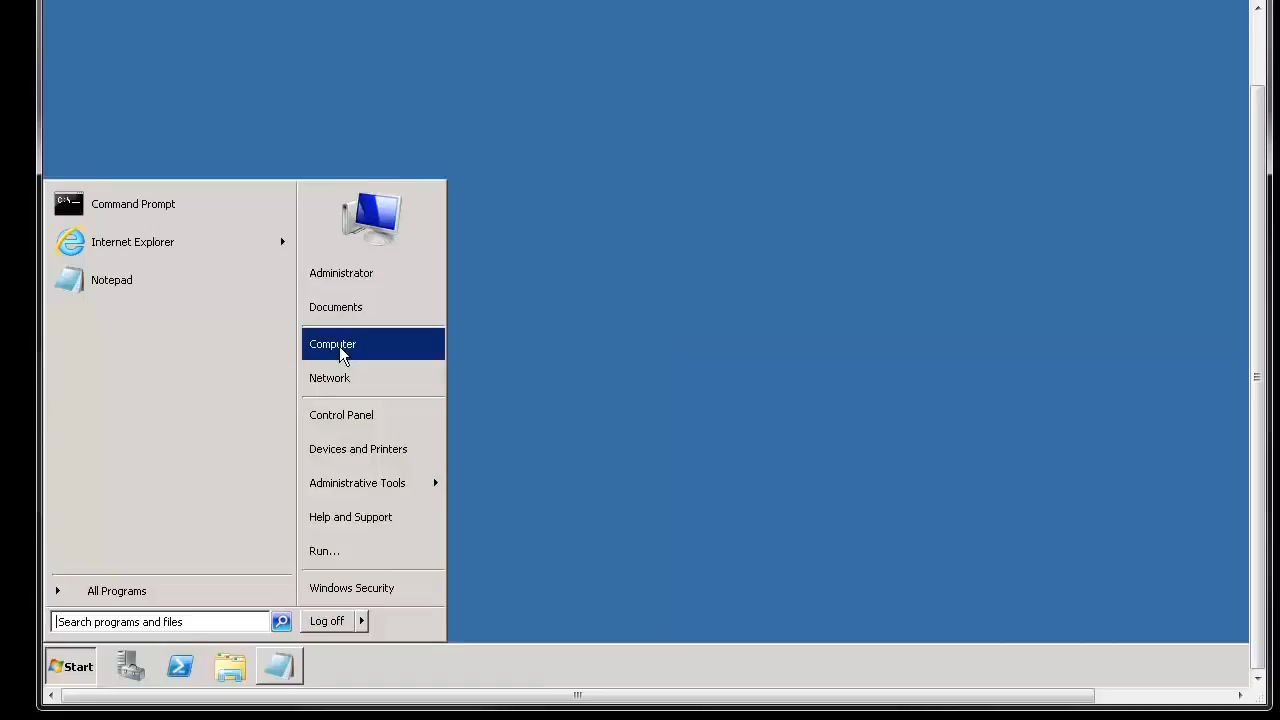 Command Prompt
Internet Explorer
Notepad
All Programs
Search programs and files
Administrator
Documents
Computer
Network
Control Panel
Devices and Printers
Administrative Tools
Help and Support
Run...
Windows Security
Log off
Start